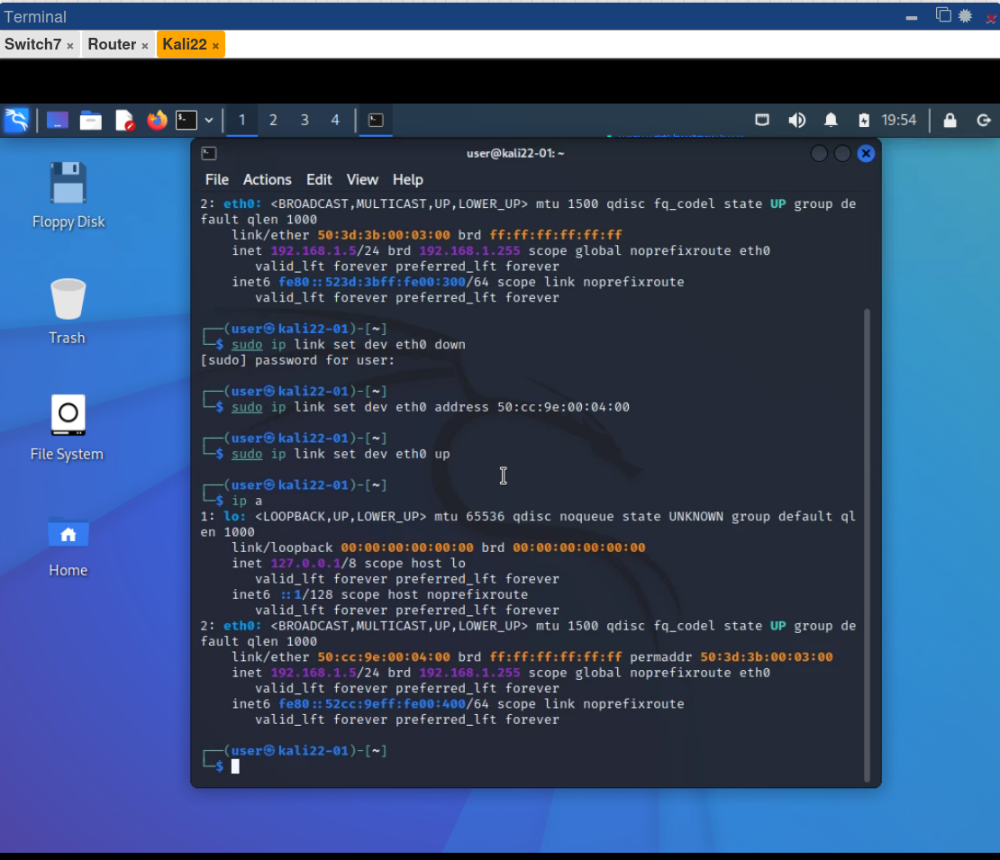 Terminal
Switch7 × Router × Kali22 ×
1 2 3 4 19:54
user@kali22-01: ~
File Actions Edit View Help
Floppy Disk
Trash
File System
Home
2: eth0: <BROADCAST,MULTICAST,UP,LOWER_UP> mtu 1500 qdisc fq_codel state UP group de
fault qlen 1000
    link/ether 50:3d:3b:00:03:00 brd ff:ff:ff:ff:ff:ff
    inet 192.168.1.5/24 brd 192.168.1.255 scope global noprefixroute eth0
       valid_lft forever preferred_lft forever
    inet6 fe80::523d:3bff:fe00:300/64 scope link noprefixroute
       valid_lft forever preferred_lft forever
┌──(user㉿kali22-01)-[~]
└─$ sudo ip link set dev eth0 down
[sudo] password for user:
┌──(user㉿kali22-01)-[~]
└─$ sudo ip link set dev eth0 address 50:cc:9e:00:04:00
┌──(user㉿kali22-01)-[~]
└─$ sudo ip link set dev eth0 up
┌──(user㉿kali22-01)-[~]
└─$ ip a
1: lo: <LOOPBACK,UP,LOWER_UP> mtu 65536 qdisc noqueue state UNKNOWN group default ql
en 1000
    link/loopback 00:00:00:00:00:00 brd 00:00:00:00:00:00
    inet 127.0.0.1/8 scope host lo
       valid_lft forever preferred_lft forever
    inet6 ::1/128 scope host noprefixroute
       valid_lft forever preferred_lft forever
2: eth0: <BROADCAST,MULTICAST,UP,LOWER_UP> mtu 1500 qdisc fq_codel state UP group de
fault qlen 1000
    link/ether 50:cc:9e:00:04:00 brd ff:ff:ff:ff:ff:ff permaddr 50:3d:3b:00:03:00
    inet 192.168.1.5/24 brd 192.168.1.255 scope global noprefixroute eth0
       valid_lft forever preferred_lft forever
    inet6 fe80::52cc:9eff:fe00:400/64 scope link noprefixroute
       valid_lft forever preferred_lft forever
┌──(user㉿kali22-01)-[~]
└─$